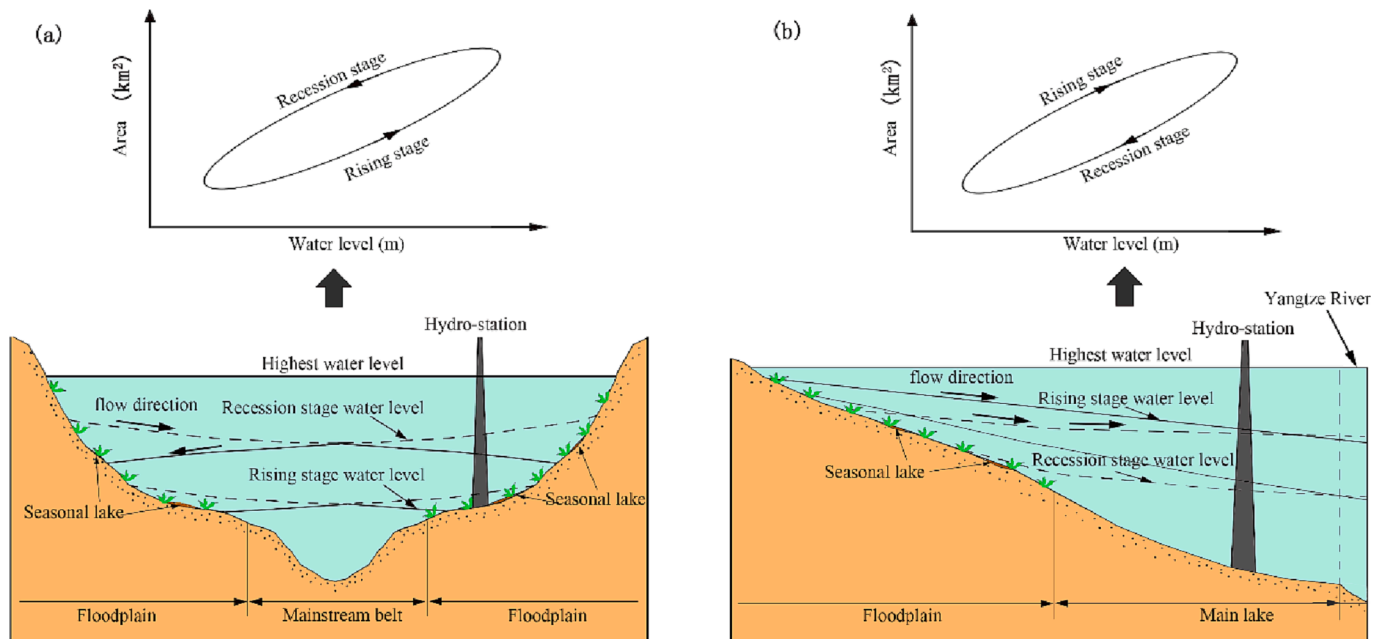 (a)
Area (km²)
Recession stage
Rising stage
Water level (m)
Hydro-station
Highest water level
flow direction
Recession stage water level
Rising stage water level
Seasonal lake
Seasonal lake
Floodplain
Mainstream belt
Floodplain
(b)
Area (km²)
Rising stage
Recession stage
Water level (m)
Yangtze River
Hydro-station
Highest water level
flow direction
Rising stage water level
Seasonal lake
Recession stage water level
Floodplain
Main lake